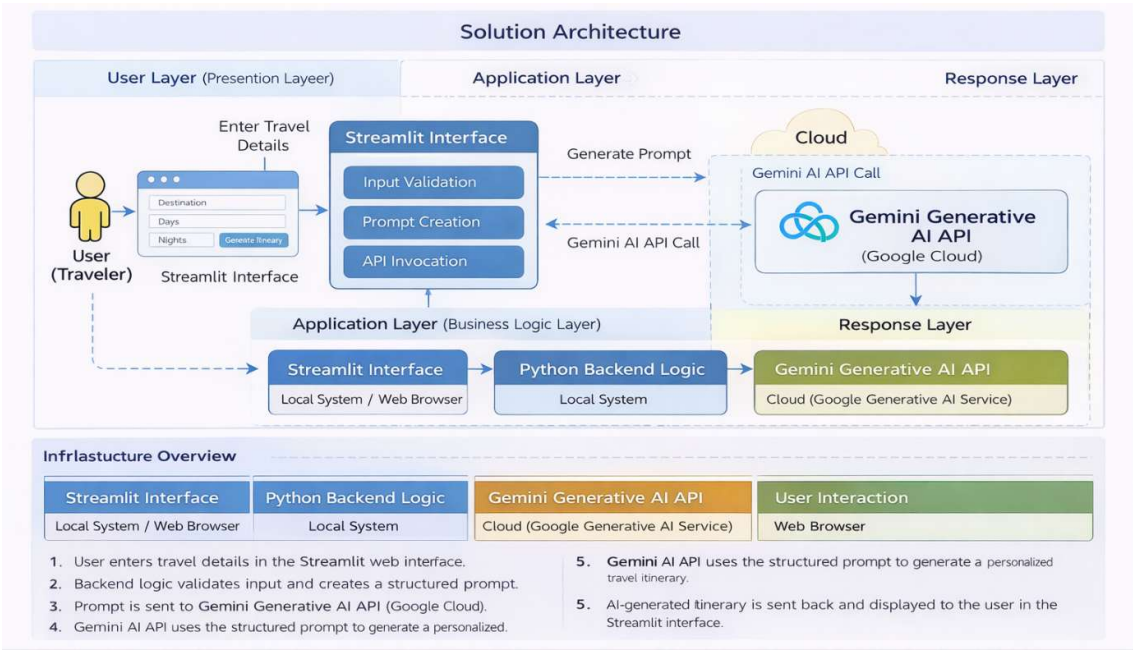 Solution Architecture
User Layer (Presention Layeer)
Application Layer
Response Layer
Enter Travel
Details
Destination
Days
Nights
Generate Itineary
Streamlit Interface
User
(Traveler)
Streamlit Interface
Input Validation
Prompt Creation
API Invocation
Generate Prompt
Gemini AI API Call
Cloud
Gemini AI API Call
Gemini Generative
AI API
(Google Cloud)
Application Layer (Business Logic Layer)
Response Layer
Streamlit Interface
Local System / Web Browser
Python Backend Logic
Local System
Gemini Generative AI API
Cloud (Google Generative AI Service)
Infrlastucture Overview
Streamlit Interface
Local System / Web Browser
Python Backend Logic
Local System
Gemini Generative AI API
Cloud (Google Generative AI Service)
User Interaction
Web Browser
1. User enters travel details in the Streamlit web interface.
2. Backend logic validates input and creates a structured prompt.
3. Prompt is sent to Gemini Generative AI API (Google Cloud).
4. Gemini AI API uses the structured prompt to generate a personalized.
5. Gemini AI API uses the structured prompt to generate a personalized
travel itinerary.
5. AI-generated itinerary is sent back and displayed to the user in the
Streamlit interface.